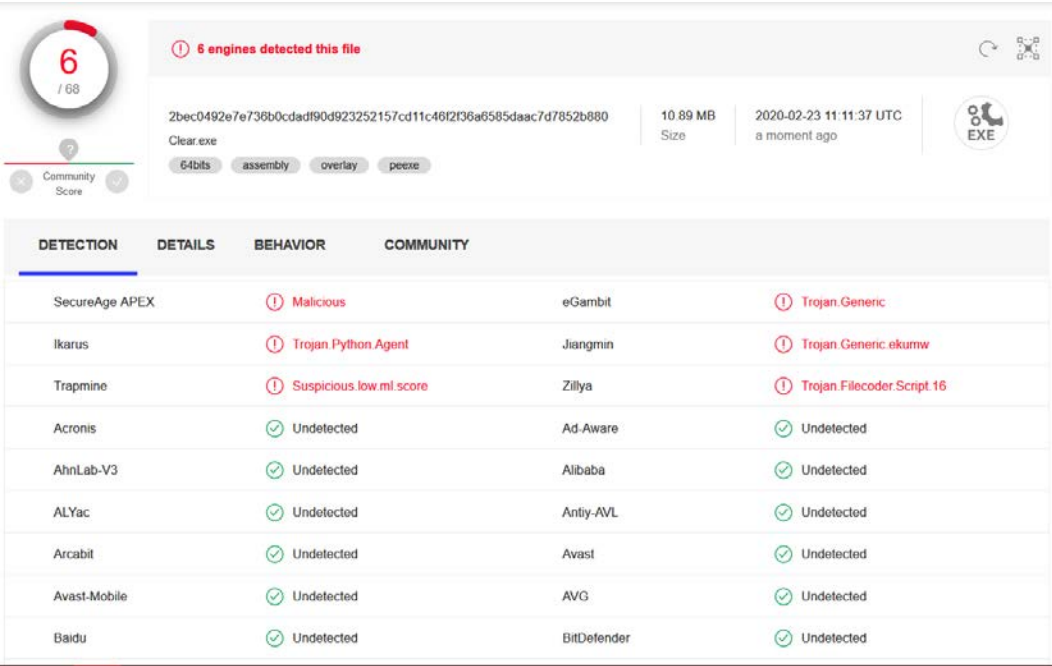 6
/ 68
6 engines detected this file
2bec0492e7e736b0cdadf90d923252157cd11c46f2f36a6585daac7d7852b880
Clear.exe
64bits assembly overlay peexe
10.89 MB
Size
2020-02-23 11:11:37 UTC
a moment ago
EXE
?
Community
Score
DETECTION DETAILS BEHAVIOR COMMUNITY
SecureAge APEX Malicious eGambit Trojan.Generic
Ikarus Trojan.Python.Agent Jiangmin Trojan.Generic.ekumw
Trapmine Suspicious.low.ml.score Zillya Trojan.Filecoder.Script.16
Acronis Undetected Ad-Aware Undetected
AhnLab-V3 Undetected Alibaba Undetected
ALYac Undetected Antiy-AVL Undetected
Arcabit Undetected Avast Undetected
Avast-Mobile Undetected AVG Undetected
Baidu Undetected BitDefender Undetected